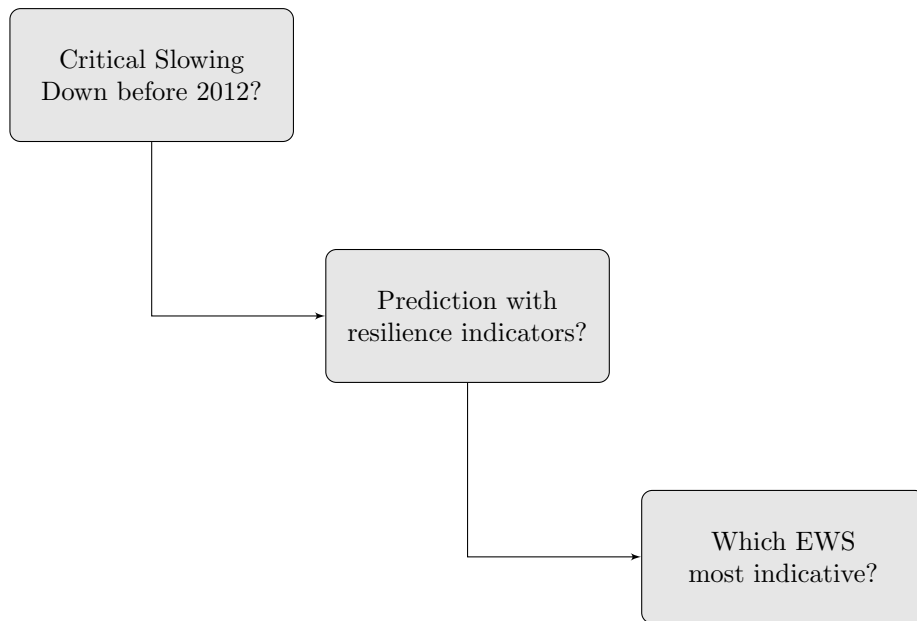 Critical Slowing
Down before 2012?
Prediction with
resilience indicators?
Which EWS
most indicative?